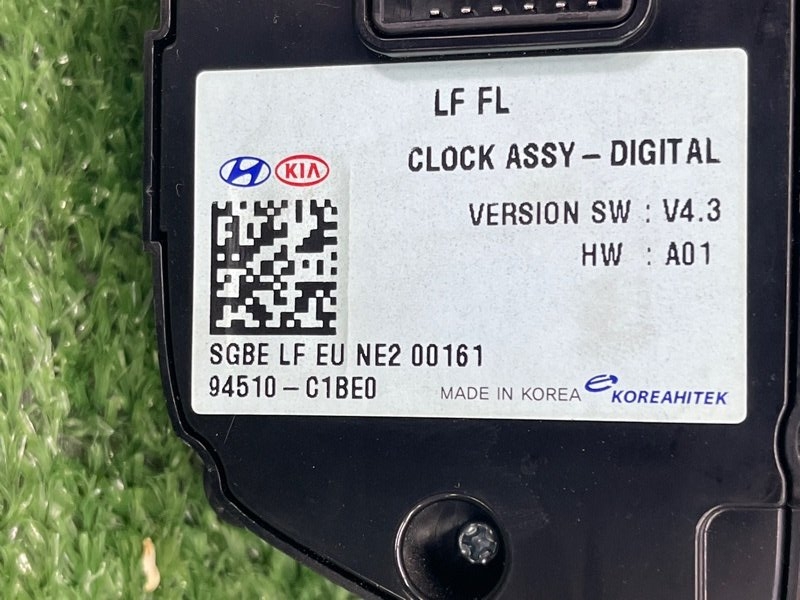 LF FL
CLOCK ASSY - DIGITAL
KIA
VERSION SW : V4.3
HW : A01
SGBE LF EU NE2 00161
94510 - C1BE0
MADE IN KOREA
KOREAHITEK